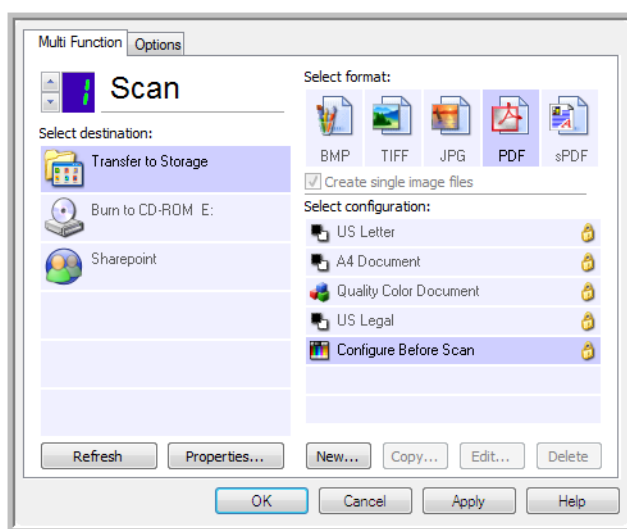 Multi Function
Options
1
Scan
Select destination:
Transfer to Storage
Burn to CD-ROM E:
Sharepoint
Refresh
Properties...
Select format:
BMP
TIFF
JPG
PDF
sPDF
Create single image files
Select configuration:
US Letter
A4 Document
Quality Color Document
US Legal
Configure Before Scan
New...
Copy...
Edit...
Delete
OK
Cancel
Apply
Help